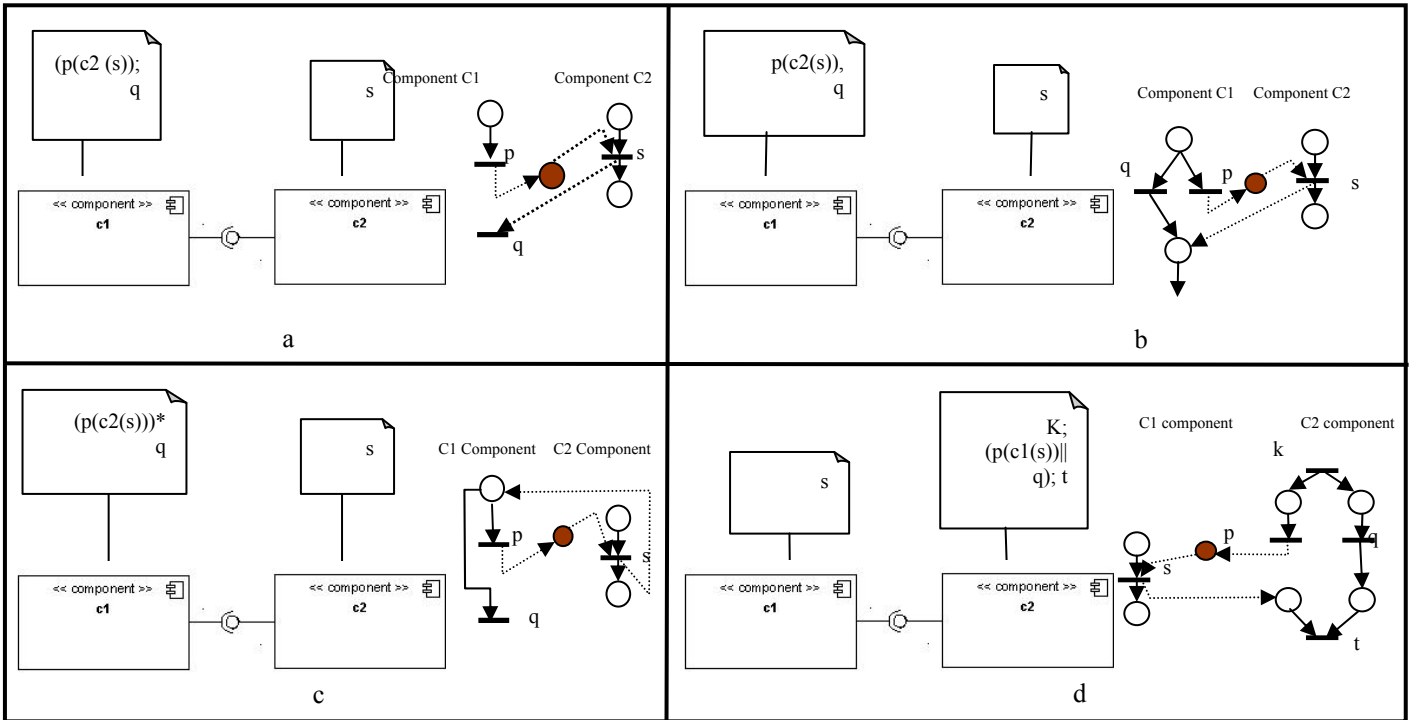 (p(c2 (s));
q
s
Component C1
Component C2
p
s
q
<< component >>
c1
<< component >>
c2
a
p(c2(s)),
q
s
Component C1
Component C2
q
p
s
<< component >>
c1
<< component >>
c2
b
(p(c2(s)))*
q
s
C1 Component
C2 Component
p
s
q
<< component >>
c1
<< component >>
c2
c
s
K;
(p(c1(s))||
q); t
C1 component
C2 component
k
p
q
s
t
<< component >>
c1
<< component >>
c2
d